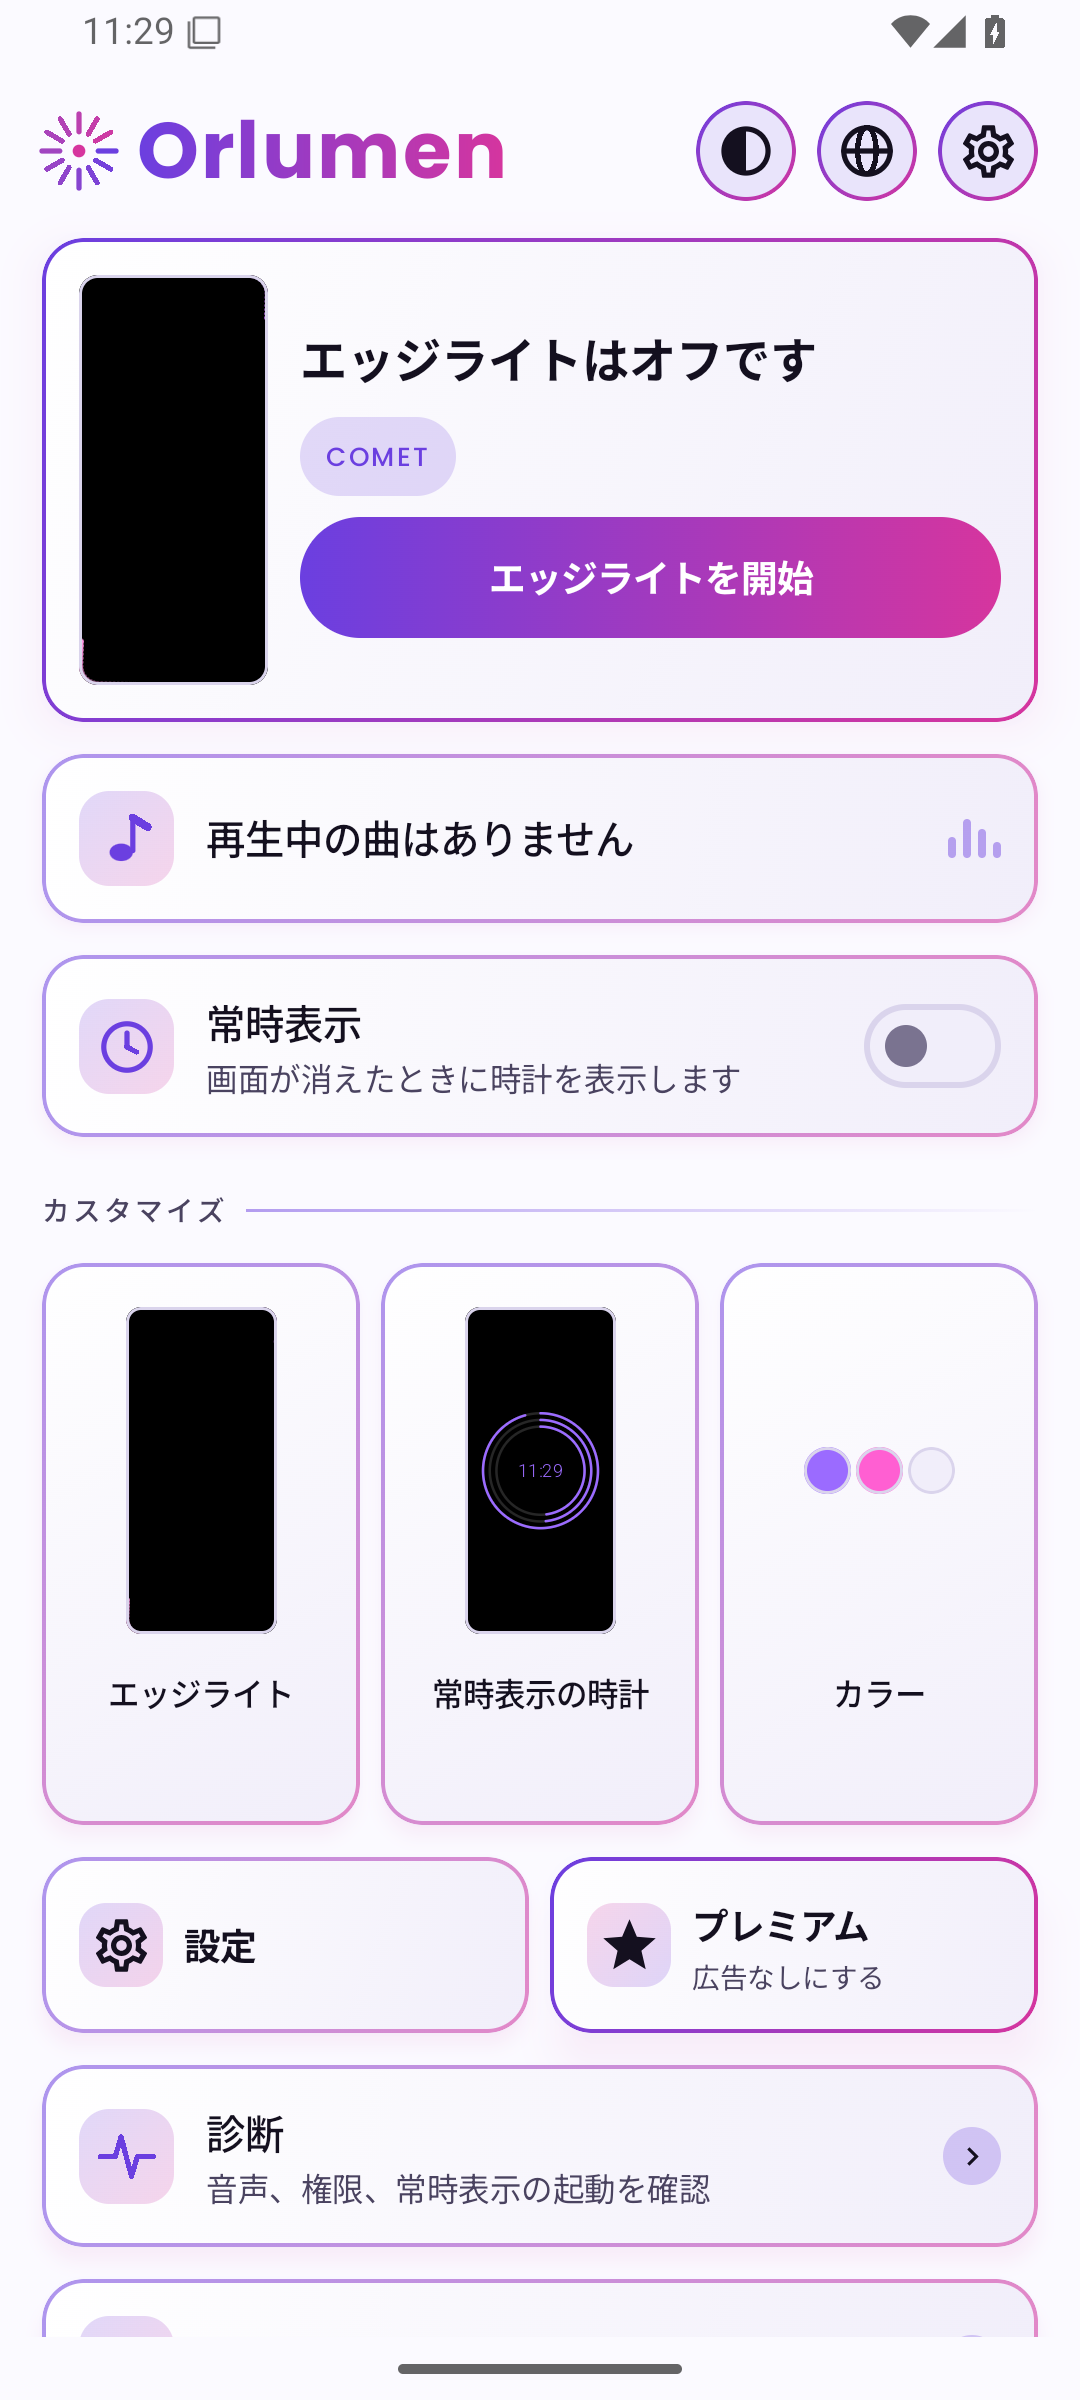 11:29
Orlumen
エッジライトはオフです
COMET
エッジライトを開始
再生中の曲はありません
常時表示
画面が消えたときに時計を表示します
カスタマイズ
11:29
エッジライト
常時表示の時計
カラー
設定
プレミアム
広告なしにする
診断
音声、権限、常時表示の起動を確認